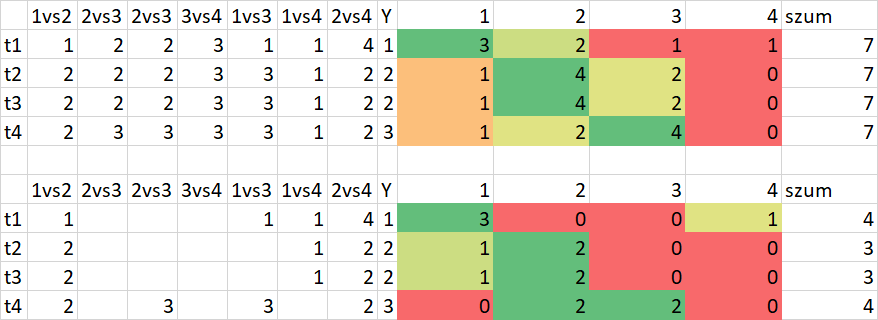 1vs2 2vs3 2vs3 3vs4 1vs3 1vs4 2vs4 Y 1 2 3 4 szum
t1 1 2 2 3 1 1 4 1 3 2 1 1 7
t2 2 2 2 3 3 1 2 2 1 4 2 0 7
t3 2 2 2 3 3 1 2 2 1 4 2 0 7
t4 2 3 3 3 3 1 2 3 1 2 4 0 7
1vs2 2vs3 2vs3 3vs4 1vs3 1vs4 2vs4 Y 1 2 3 4 szum
t1 1 1 1 4 1 3 0 0 1 4
t2 2 1 2 2 1 2 0 0 3
t3 2 1 2 2 1 2 0 0 3
t4 2 3 3 2 3 0 2 2 0 4